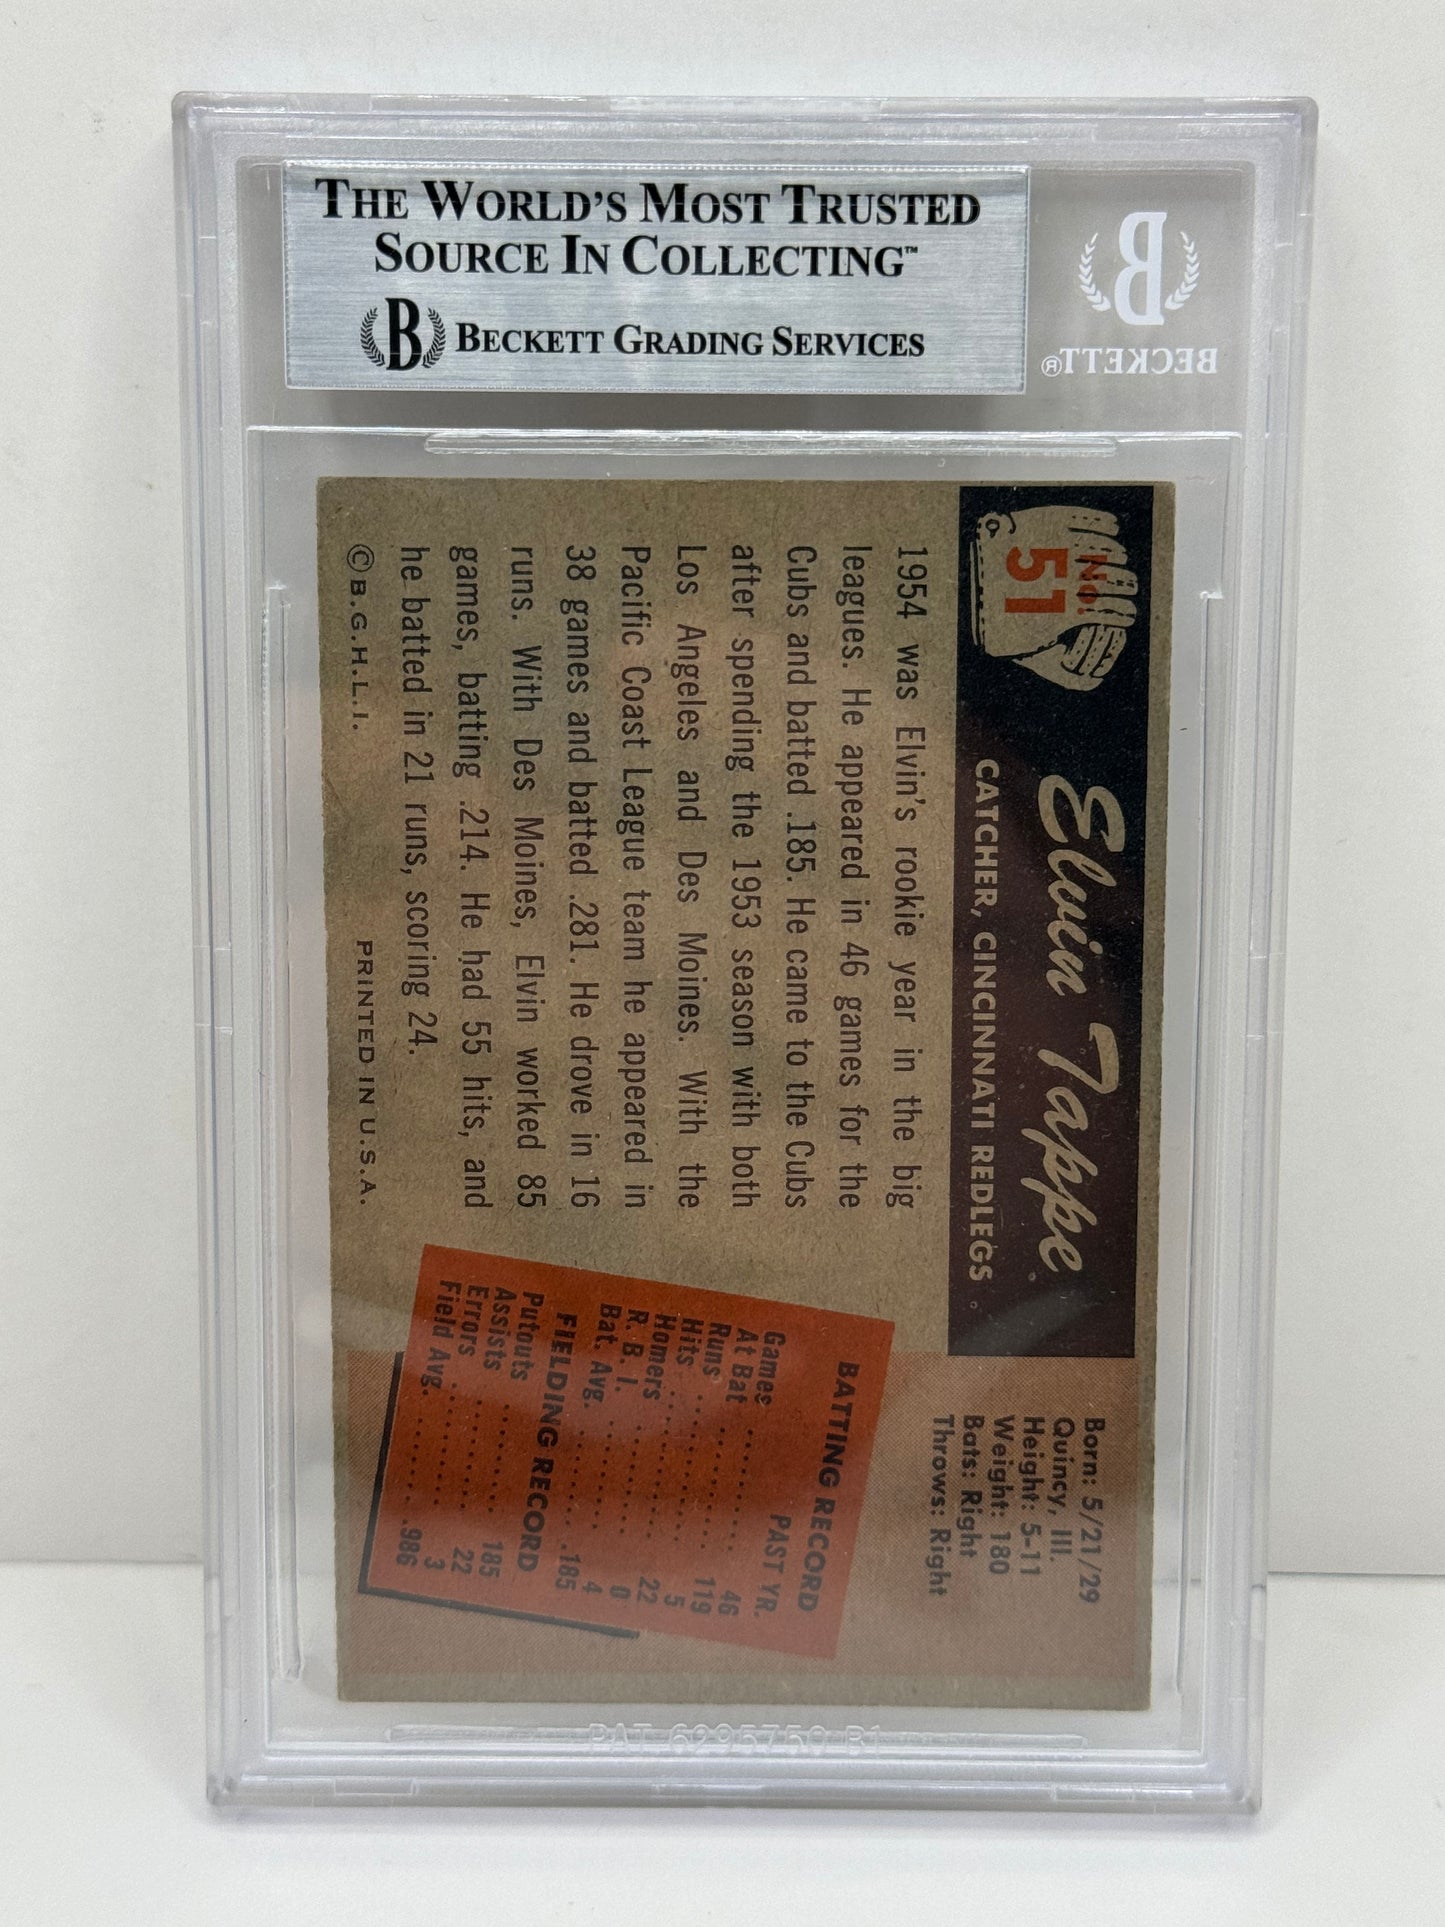 THE WORLD'S MOST TRUSTED
SOURCE IN COLLECTING™
B BECKETT GRADING SERVICES
B
BECKETT®
No.
51
Elvin Tappe
CATCHER, CINCINNATI REDLEGS
Born: 5/21/29
Quincy, Ill.
Height: 5-11
Weight: 180
Bats: Right
Throws: Right
1954 was Elvin's rookie year in the big
leagues. He appeared in 46 games for the
Cubs and batted .185. He came to the Cubs
after spending the 1953 season with both
Los Angeles and Des Moines. With the
Pacific Coast League team he appeared in
38 games and batted .281. He drove in 16
runs. With Des Moines, Elvin worked 85
games, batting .214. He had 55 hits, and
he batted in 21 runs, scoring 24.
© B.G.H.L.I. PRINTED IN U.S.A.
BATTING RECORD
PAST YR.
Games ........ 46
At Bat ........ 119
Runs ........ 5
Hits ........ 22
Homers ........ 0
R. B. I. ........ 4
Bat. Avg. ........ .185
FIELDING RECORD
Putouts ........ 185
Assists ........ 22
Errors ........ 3
Field Avg. ........ .986
PAT 6295750 B1